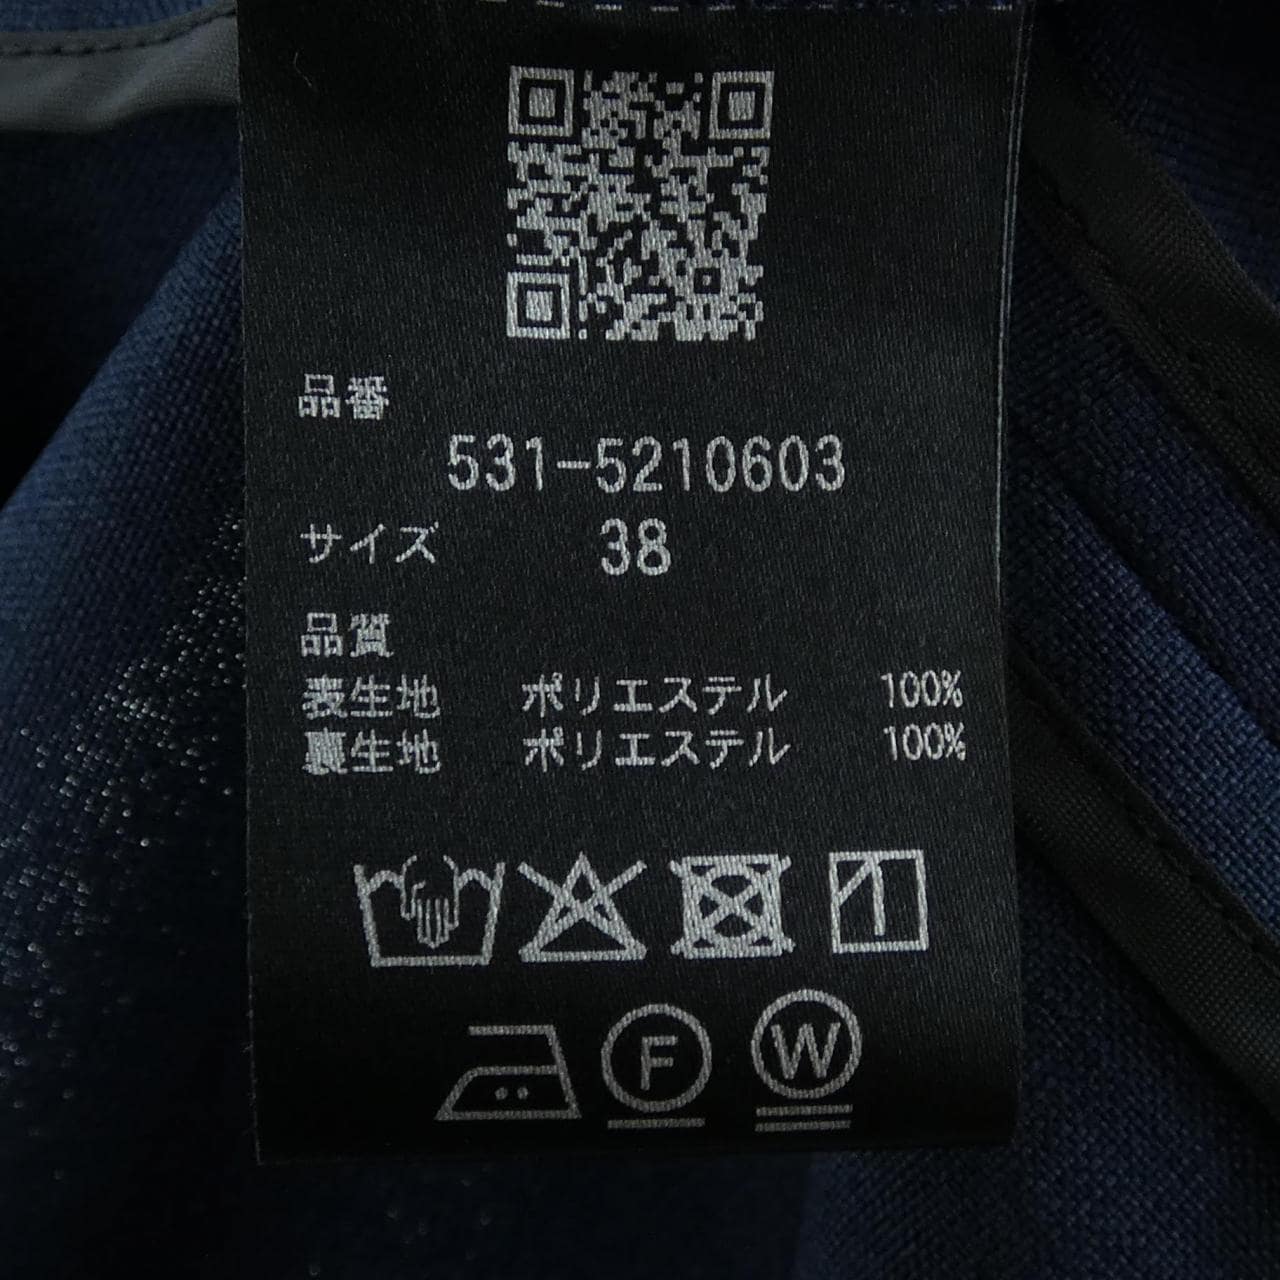 品番
531-5210603
サイズ 38
品質
表生地 ポリエステル 100%
裏生地 ポリエステル 100%
F W